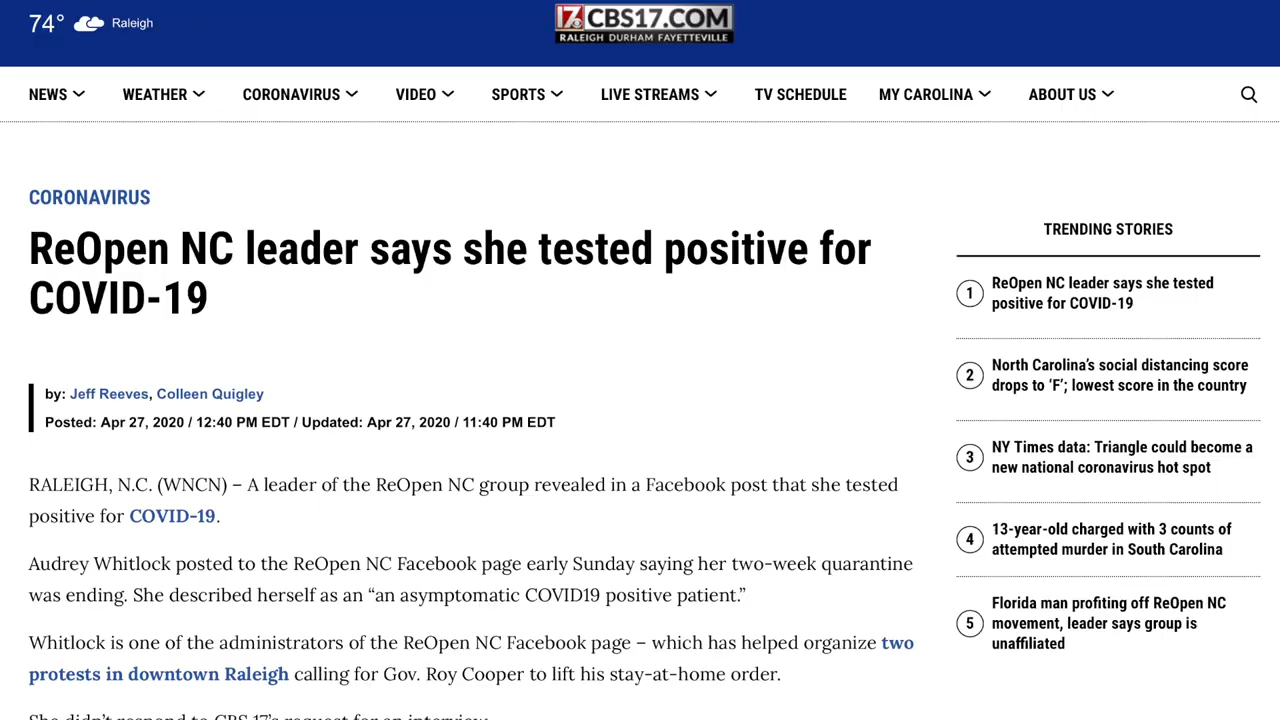 74° Raleigh
CBS17.COM
RALEIGH DURHAM FAYETTEVILLE
NEWS WEATHER CORONAVIRUS VIDEO SPORTS LIVE STREAMS TV SCHEDULE MY CAROLINA ABOUT US
CORONAVIRUS
ReOpen NC leader says she tested positive for
COVID-19
by: Jeff Reeves, Colleen Quigley
Posted: Apr 27, 2020 / 12:40 PM EDT / Updated: Apr 27, 2020 / 11:40 PM EDT
RALEIGH, N.C. (WNCN) – A leader of the ReOpen NC group revealed in a Facebook post that she tested
positive for COVID-19.
Audrey Whitlock posted to the ReOpen NC Facebook page early Sunday saying her two-week quarantine
was ending. She described herself as an “an asymptomatic COVID19 positive patient.”
Whitlock is one of the administrators of the ReOpen NC Facebook page – which has helped organize two
protests in downtown Raleigh calling for Gov. Roy Cooper to lift his stay-at-home order.
She didn’t respond to CBS 17’s request for an interview.
TRENDING STORIES
1 ReOpen NC leader says she tested
positive for COVID-19
2 North Carolina’s social distancing score
drops to ‘F’; lowest score in the country
3 NY Times data: Triangle could become a
new national coronavirus hot spot
4 13-year-old charged with 3 counts of
attempted murder in South Carolina
5 Florida man profiting off ReOpen NC
movement, leader says group is
unaffiliated